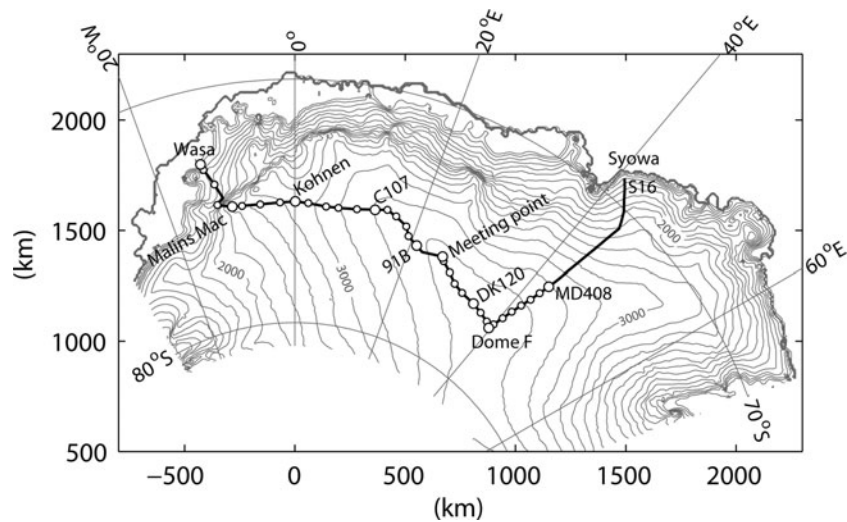 20°W
0°
20°E
40°E
2000
1500
1000
500
(km)
Wasa
Malins Mac
Kohnen
C107
91B
Meeting point
DK120
Dome F
MD408
Syowa
S16
2000
3000
2000
3000
60°E
80°S
70°S
−500
0
500
1000
1500
2000
(km)